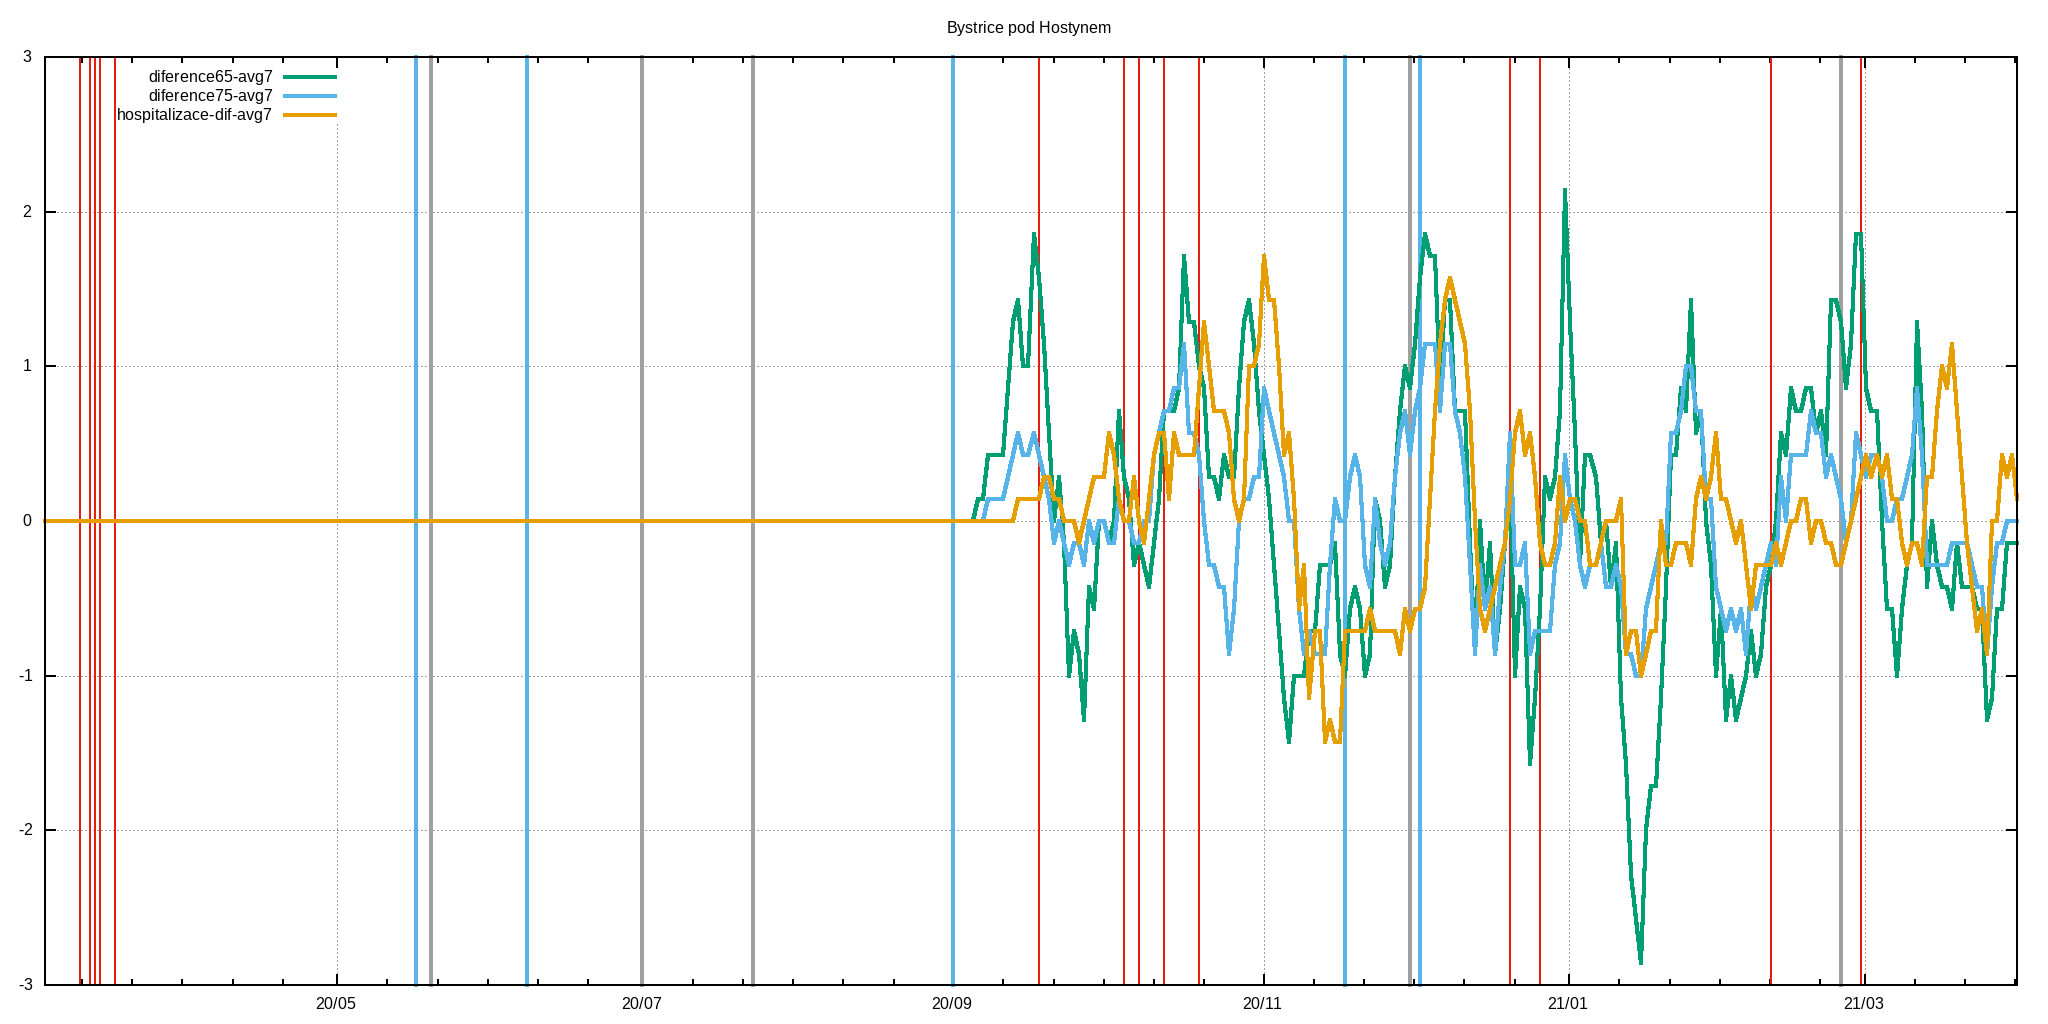 Bystrice pod Hostynem
diference65-avg7
diference75-avg7
hospitalizace-dif-avg7
3
2
1
0
-1
-2
-3
20/05 20/07 20/09 20/11 21/01 21/03